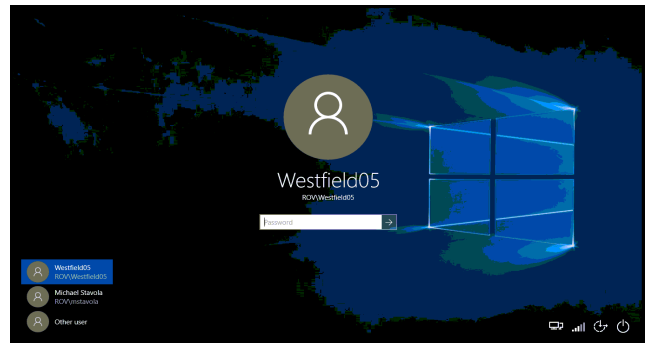 Westfield05
ROV\Westfield05
Password
Westfield05
ROV\Westfield05
Michael Stavola
ROV\mstavola
Other user